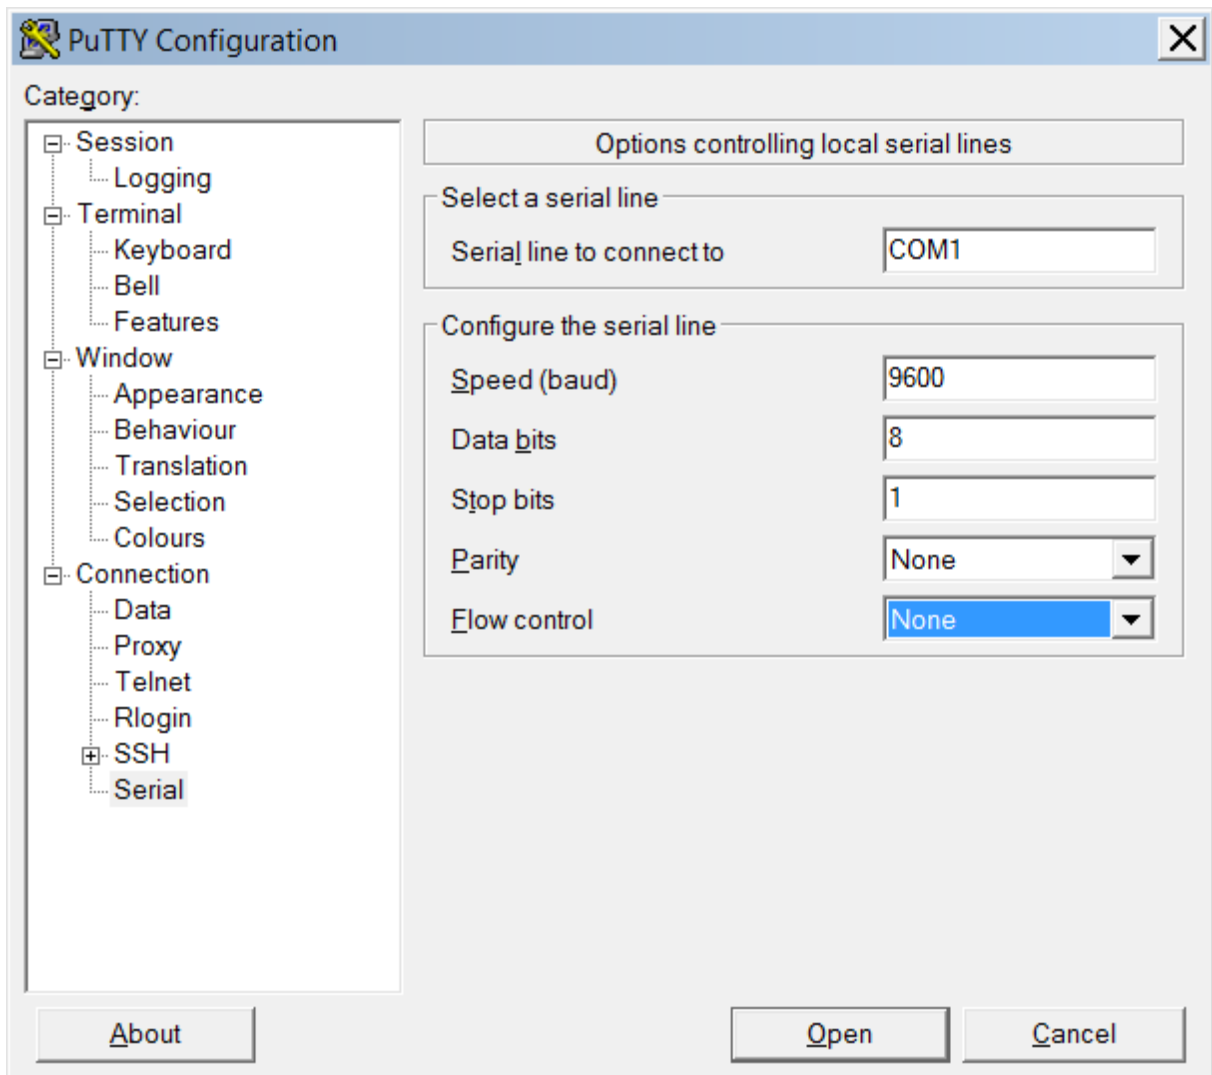 PuTTY Configuration
Category:
Session
Logging
Terminal
Keyboard
Bell
Features
Window
Appearance
Behaviour
Translation
Selection
Colours
Connection
Data
Proxy
Telnet
Rlogin
SSH
Serial
Options controlling local serial lines
Select a serial line
Serial line to connect to COM1
Configure the serial line
Speed (baud) 9600
Data bits 8
Stop bits 1
Parity None
Flow control None
About Open Cancel